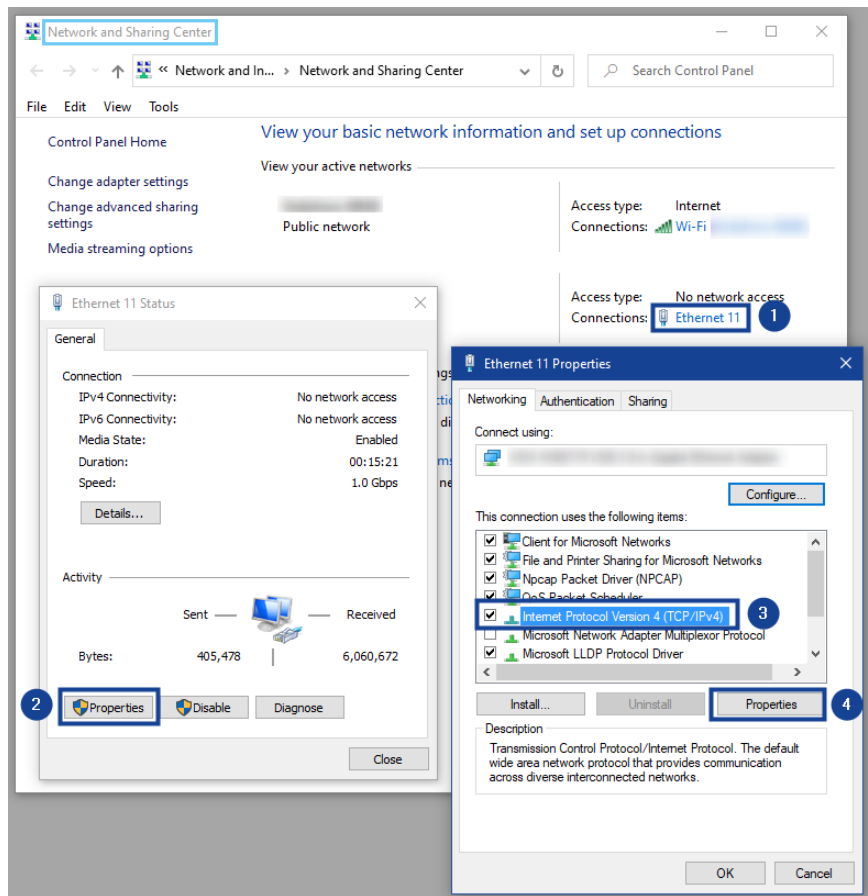 Network and Sharing Center
« Network and In... › Network and Sharing Center
Search Control Panel
File Edit View Tools
Control Panel Home
Change adapter settings
Change advanced sharing
settings
Media streaming options
View your basic network information and set up connections
View your active networks
Public network
Access type: Internet
Connections: Wi-Fi
Access type: No network access
Connections: Ethernet 11
1
Ethernet 11 Status
General
Connection
IPv4 Connectivity: No network access
IPv6 Connectivity: No network access
Media State: Enabled
Duration: 00:15:21
Speed: 1.0 Gbps
Details...
Activity
Sent — — Received
Bytes: 405,478 6,060,672
2
Properties Disable Diagnose
Close
Ethernet 11 Properties
Networking Authentication Sharing
Connect using:
Configure...
This connection uses the following items:
Client for Microsoft Networks
File and Printer Sharing for Microsoft Networks
Npcap Packet Driver (NPCAP)
QoS Packet Scheduler
Internet Protocol Version 4 (TCP/IPv4)
3
Microsoft Network Adapter Multiplexor Protocol
Microsoft LLDP Protocol Driver
Install... Uninstall Properties
4
Description
Transmission Control Protocol/Internet Protocol. The default
wide area network protocol that provides communication
across diverse interconnected networks.
OK Cancel